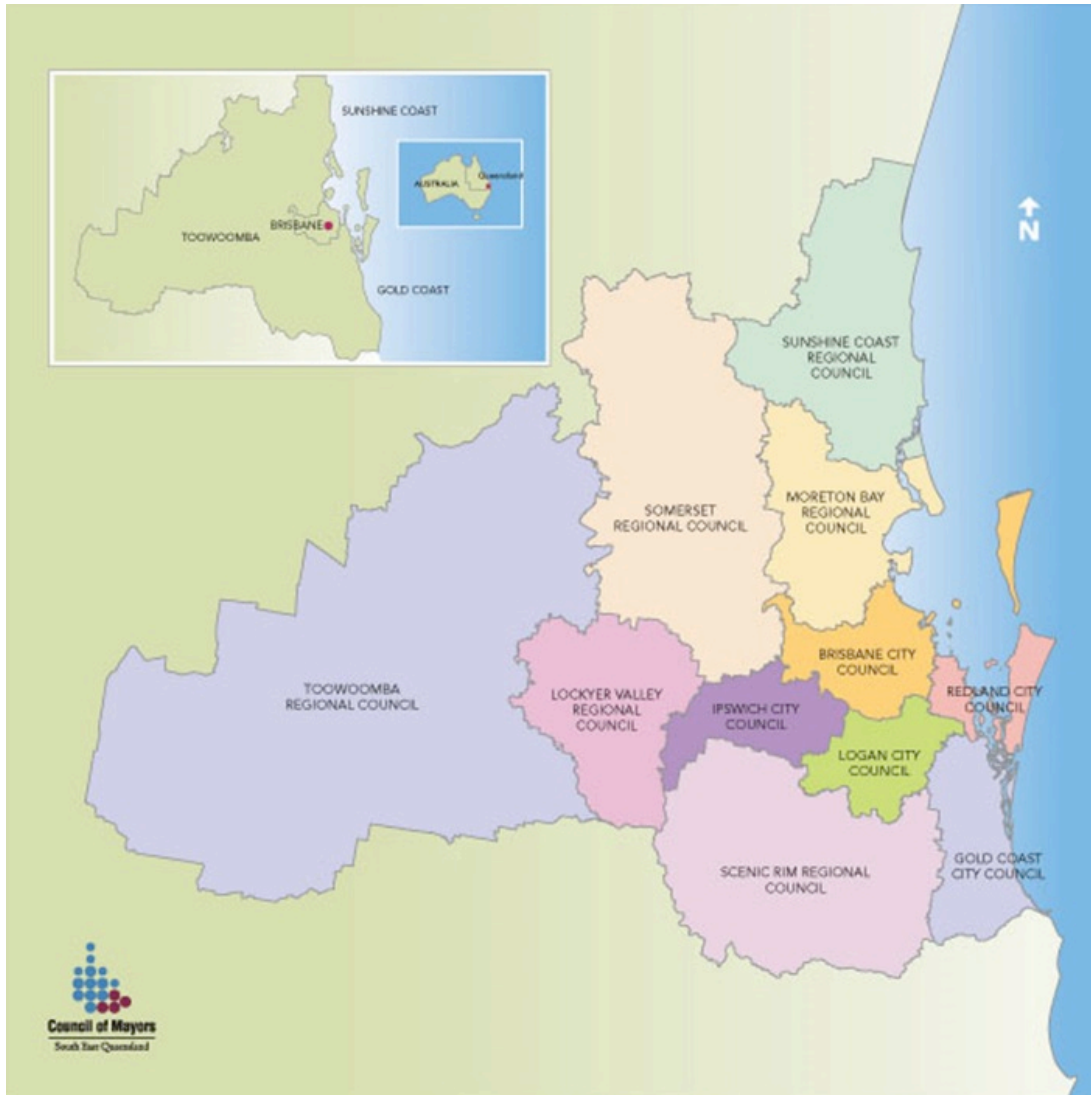 SUNSHINE COAST
AUSTRALIA
Queensland
BRISBANE
TOOWOOMBA
GOLD COAST
N
SUNSHINE COAST
REGIONAL
COUNCIL
MORETON BAY
REGIONAL
COUNCIL
SOMERSET
REGIONAL COUNCIL
BRISBANE CITY
COUNCIL
TOOWOOMBA
REGIONAL COUNCIL
LOCKYER VALLEY
REGIONAL
COUNCIL
IPSWICH CITY
COUNCIL
REDLAND CITY
COUNCIL
LOGAN CITY
COUNCIL
SCENIC RIM REGIONAL
COUNCIL
GOLD COAST
CITY COUNCIL
Council of Mayors
South East Queensland